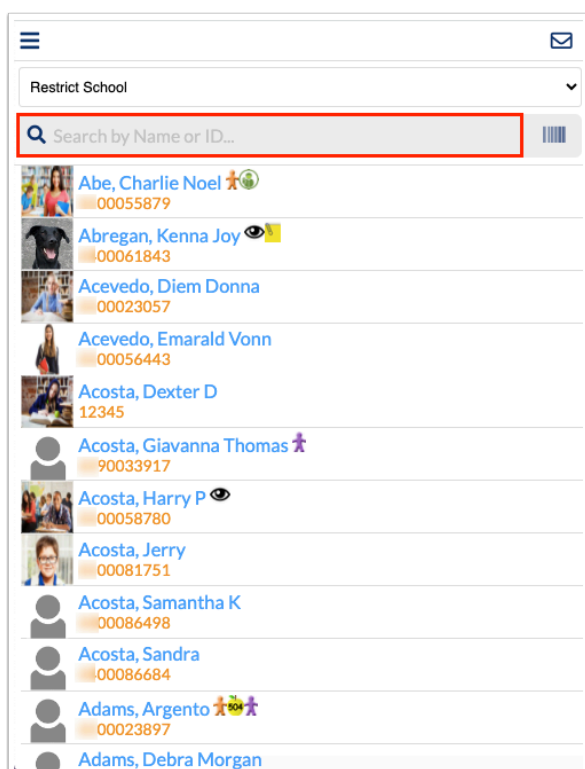 Restrict School
Search by Name or ID...
Abe, Charlie Noel
00055879
Abregan, Kenna Joy
00061843
Acevedo, Diem Donna
00023057
Acevedo, Emarald Vonn
00056443
Acosta, Dexter D
12345
Acosta, Giavanna Thomas
90033917
Acosta, Harry P
00058780
Acosta, Jerry
00081751
Acosta, Samantha K
00086498
Acosta, Sandra
00086684
Adams, Argento 504
00023897
Adams, Debra Morgan